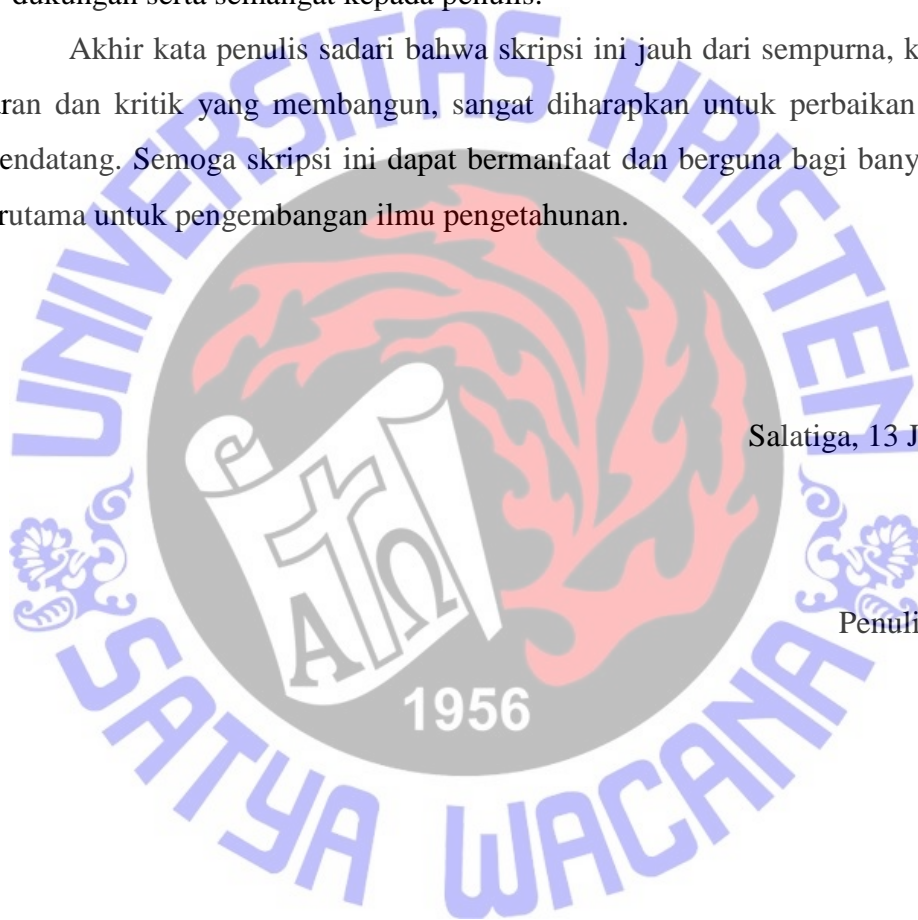 dukungan serta semangat kepada penulis.
Akhir kata penulis sadari bahwa skripsi ini jauh dari sempurna, k
ran dan kritik yang membangun, sangat diharapkan untuk perbaikan
endatang. Semoga skripsi ini dapat bermanfaat dan berguna bagi bany
rutama untuk pengembangan ilmu pengetahunan.
Salatiga, 13 J
Penuli
UNIVERSITAS KRISTEN
SATYA WACANA
Α Ω
1956